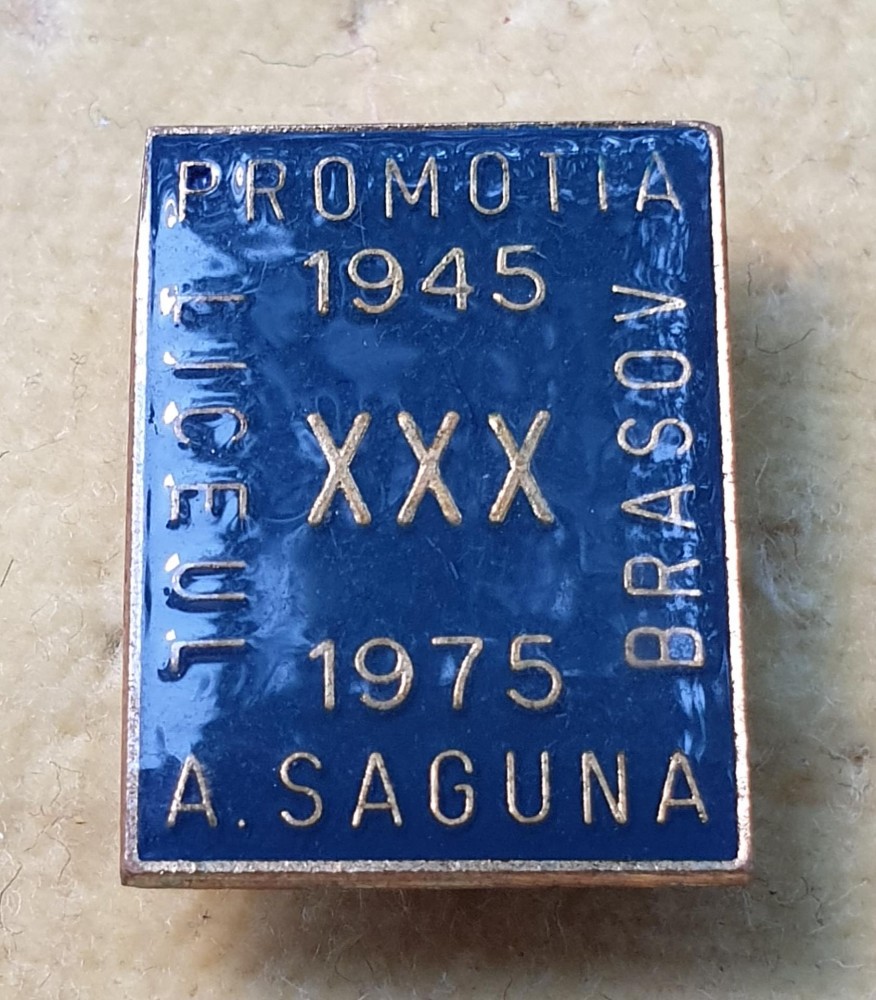 PROMOTIA
1945
LICEUL
XXX
BRASOV
1975
A. SAGUNA